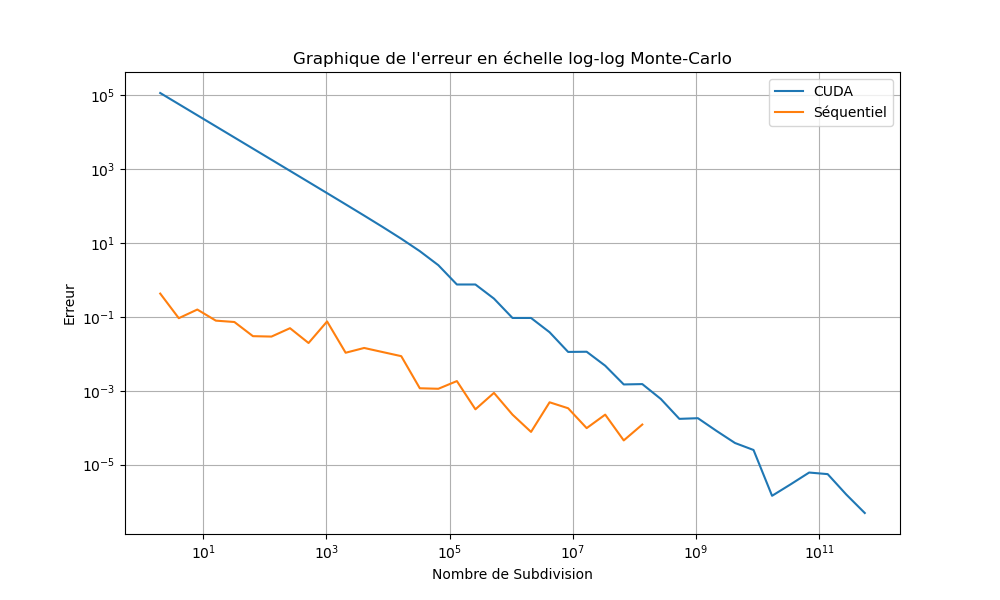 Graphique de l'erreur en échelle log-log Monte-Carlo
CUDA
Séquentiel
Erreur
10^5
10^3
10^1
10^-1
10^-3
10^-5
10^1
10^3
10^5
10^7
10^9
10^11
Nombre de Subdivision